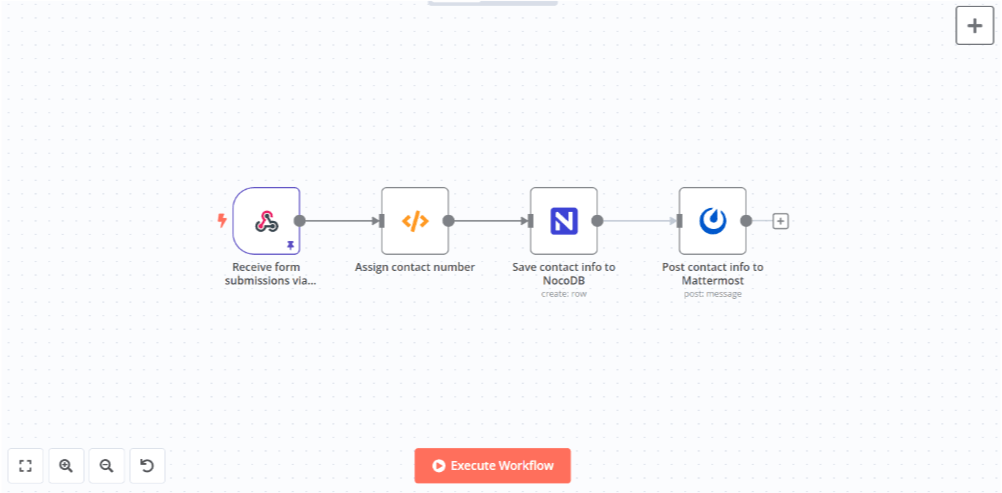 Receive form
submissions via...
Assign contact number
Save contact info to
NocoDB
create: row
Post contact info to
Mattermost
post: message
Execute Workflow